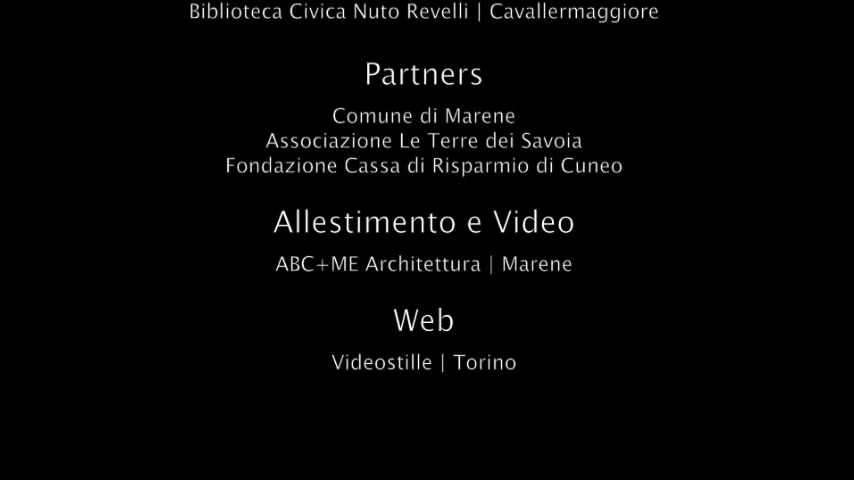 Biblioteca Civica Nuto Revelli | Cavallermaggiore
Partners
Comune di Marene
Associazione Le Terre dei Savoia
Fondazione Cassa di Risparmio di Cuneo
Allestimento e Video
ABC+ME Architettura | Marene
Web
Videostille | Torino